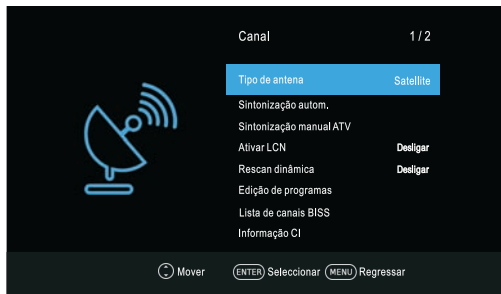 Canal 1 / 2
Tipo de antena Satellite
Sintonização autom.
Sintonização manual ATV
Ativar LCN Desligar
Rescan dinâmica Desligar
Edição de programas
Lista de canais BISS
Informação CI
Mover ENTER Seleccionar MENU Regressar